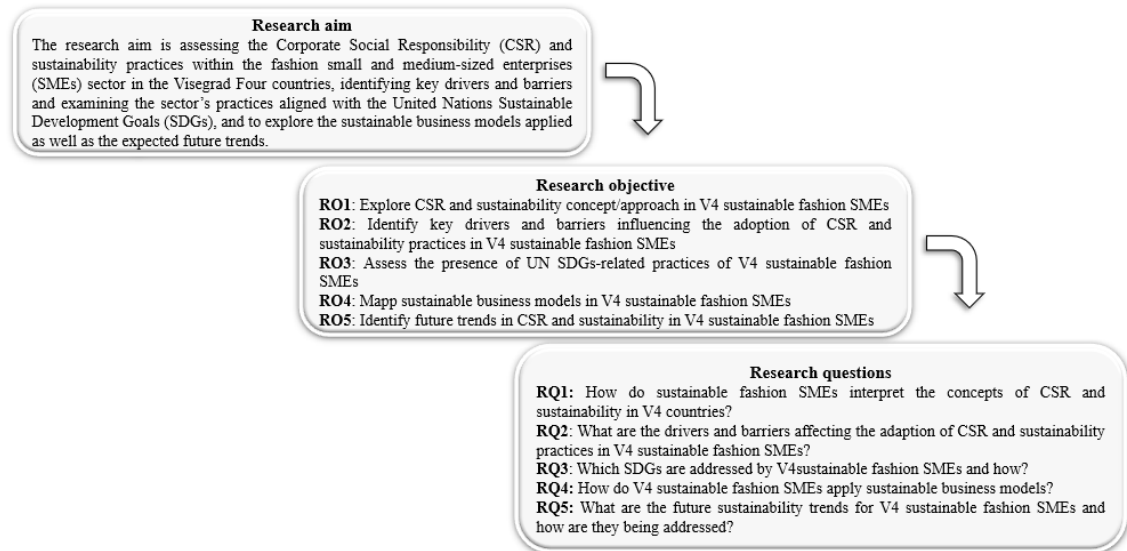 Research aim
The research aim is assessing the Corporate Social Responsibility (CSR) and
sustainability practices within the fashion small and medium-sized enterprises
(SMEs) sector in the Visegrad Four countries, identifying key drivers and barriers
and examining the sector's practices aligned with the United Nations Sustainable
Development Goals (SDGs), and to explore the sustainable business models applied
as well as the expected future trends.
Research objective
RO1: Explore CSR and sustainability concept/approach in V4 sustainable fashion SMEs
RO2: Identify key drivers and barriers influencing the adoption of CSR and
sustainability practices in V4 sustainable fashion SMEs
RO3: Assess the presence of UN SDGs-related practices of V4 sustainable fashion
SMEs
RO4: Mapp sustainable business models in V4 sustainable fashion SMEs
RO5: Identify future trends in CSR and sustainability in V4 sustainable fashion SMEs
Research questions
RQ1: How do sustainable fashion SMEs interpret the concepts of CSR and
sustainability in V4 countries?
RQ2: What are the drivers and barriers affecting the adaption of CSR and sustainability
practices in V4 sustainable fashion SMEs?
RQ3: Which SDGs are addressed by V4sustainable fashion SMEs and how?
RQ4: How do V4 sustainable fashion SMEs apply sustainable business models?
RQ5: What are the future sustainability trends for V4 sustainable fashion SMEs and
how are they being addressed?